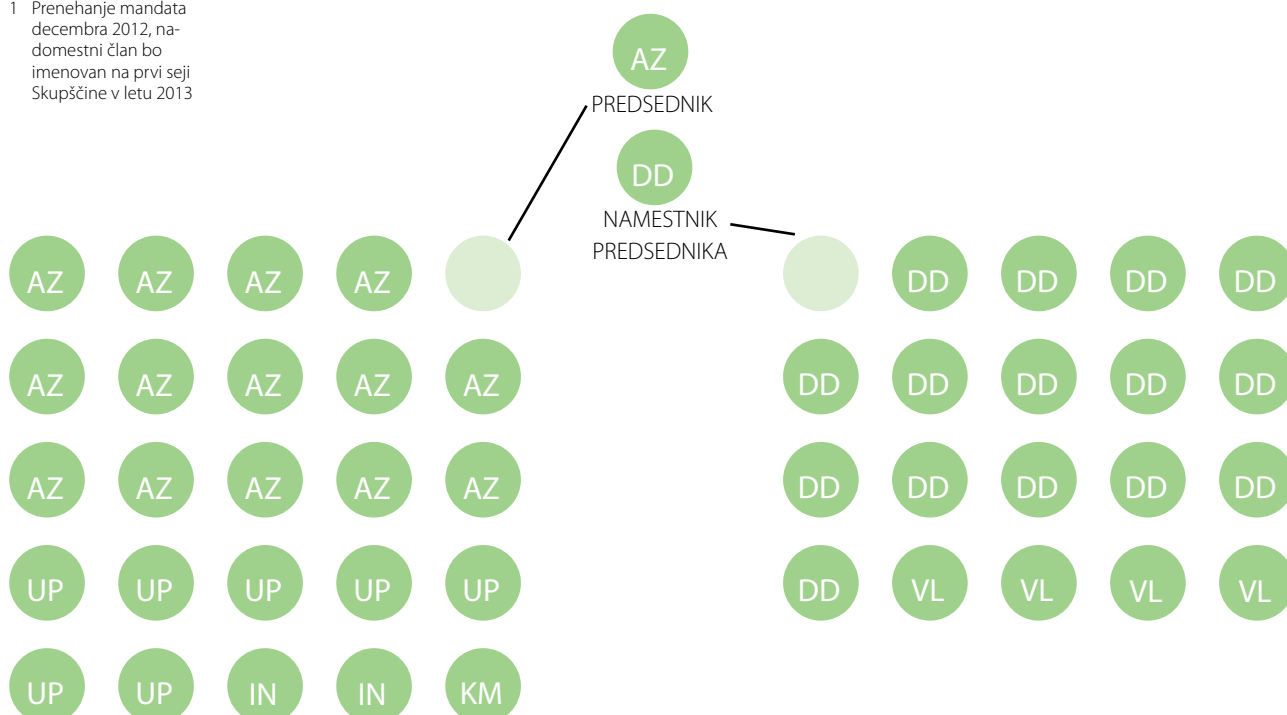 1 Prenehanje mandata
decembra 2012, na-
domestni član bo
imenovan na prvi seji
Skupščine v letu 2013
AZ
PREDSEDNIK
DD
NAMESTNIK
PREDSEDNIKA
AZ AZ AZ AZ DD DD DD DD
AZ AZ AZ AZ AZ DD DD DD DD DD
AZ AZ AZ AZ AZ DD DD DD DD DD
UP UP UP UP UP DD VL VL VL VL
UP UP IN IN KM